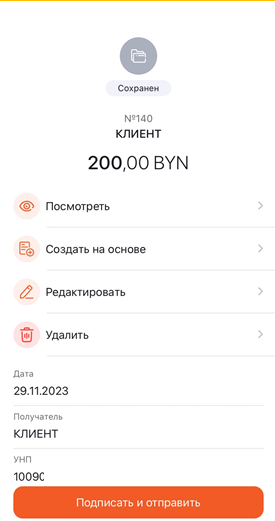 Сохранен
№140
КЛИЕНТ
200,00 BYN
Посмотреть
Создать на основе
Редактировать
Удалить
Дата
29.11.2023
Получатель
КЛИЕНТ
УНП
Подписать и отправить